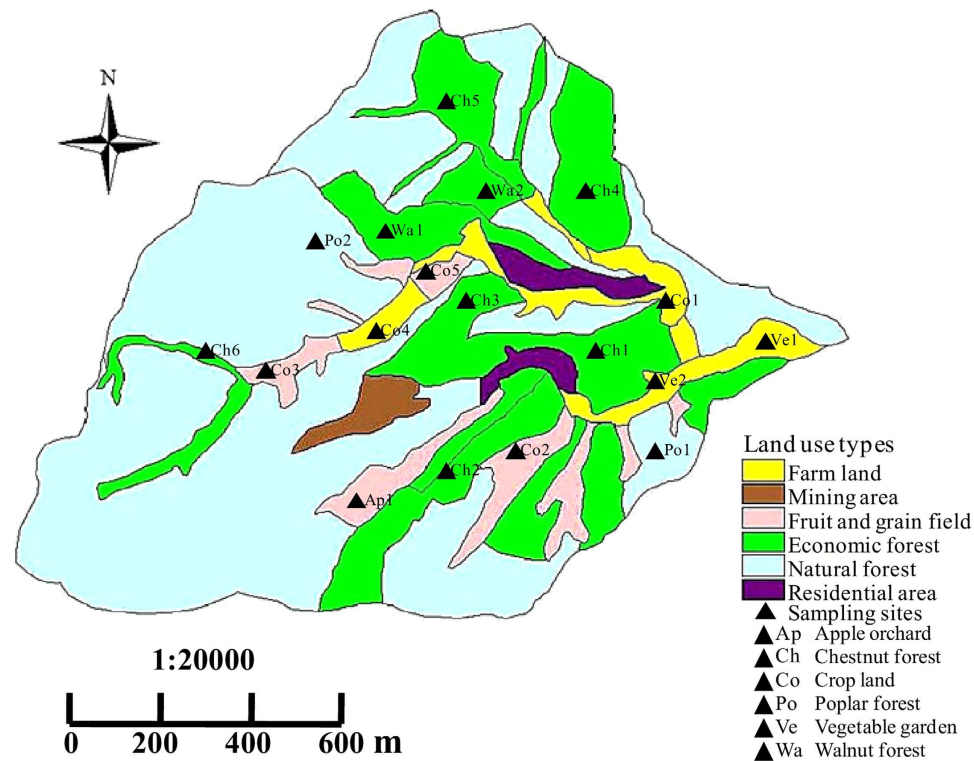 N
Ch5
Wa2
Ch4
Wa1
Po2
Co5
Ch3
Co1
Co4
Ve1
Ch6
Ch1
Co3
Ve2
Co2
Po1
Ch2
Ap1
Land use types
Farm land
Mining area
Fruit and grain field
Economic forest
Natural forest
Residential area
Sampling sites
Ap Apple orchard
Ch Chestnut forest
Co Crop land
Po Poplar forest
Ve Vegetable garden
Wa Walnut forest
1:20000
0 200 400 600 m